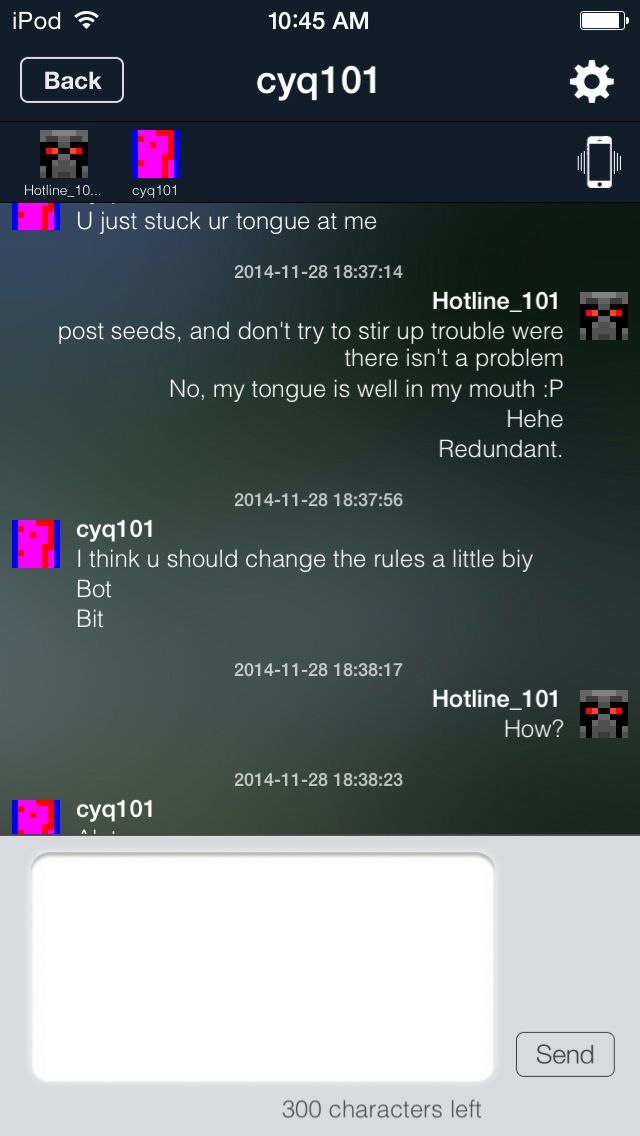 iPod 10:45 AM
Back cyq101
Hotline_10... cyq101
U just stuck ur tongue at me
2014-11-28 18:37:14
Hotline_101
post seeds, and don't try to stir up trouble were
there isn't a problem
No, my tongue is well in my mouth :P
Hehe
Redundant.
2014-11-28 18:37:56
cyq101
I think u should change the rules a little biy
Bot
Bit
2014-11-28 18:38:17
Hotline_101
How?
2014-11-28 18:38:23
cyq101
Send
300 characters left